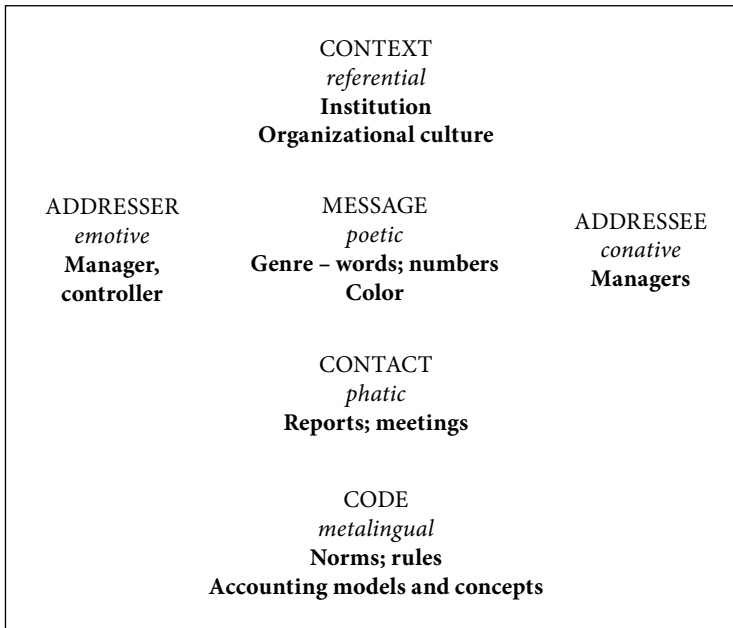 CONTEXT
referential
Institution
Organizational culture
ADDRESSER
emotive
Manager,
controller
MESSAGE
poetic
Genre – words; numbers
Color
ADDRESSEE
conative
Managers
CONTACT
phatic
Reports; meetings
CODE
metalingual
Norms; rules
Accounting models and concepts